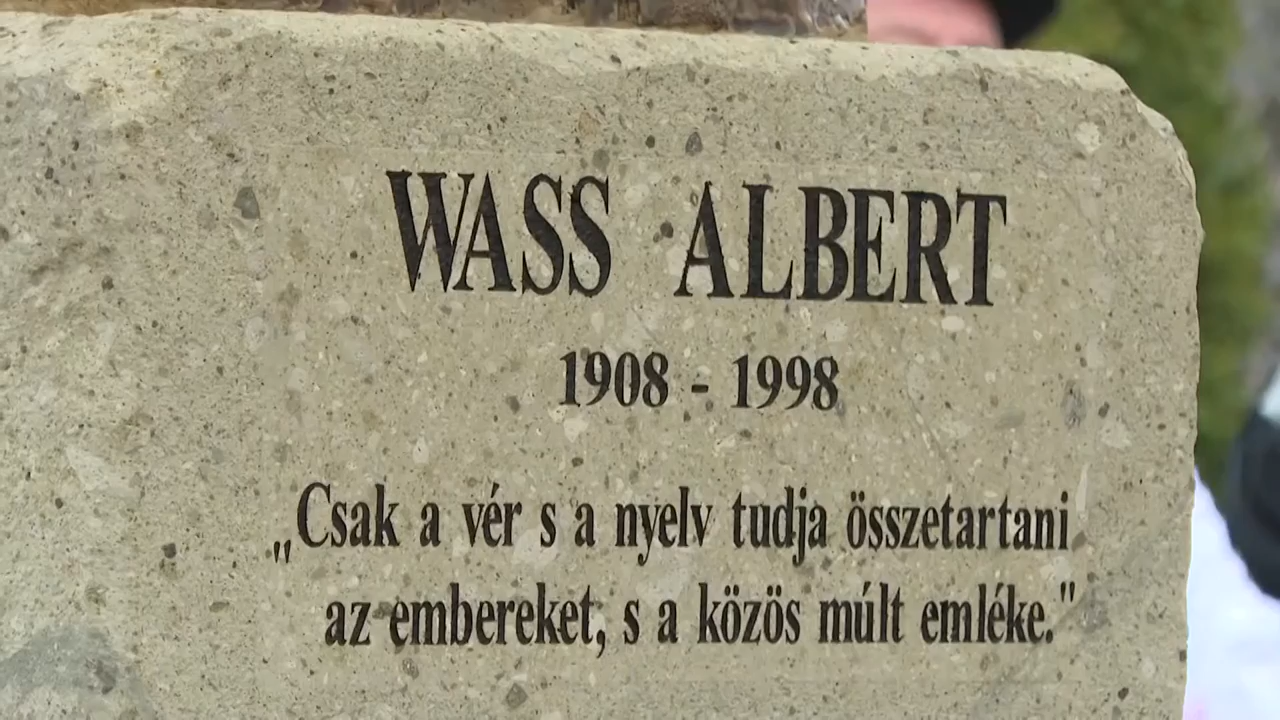 WASS ALBERT
1908 - 1998
„Csak a vér s a nyelv tudja összetartani
az embereket, s a közös múlt emléke."